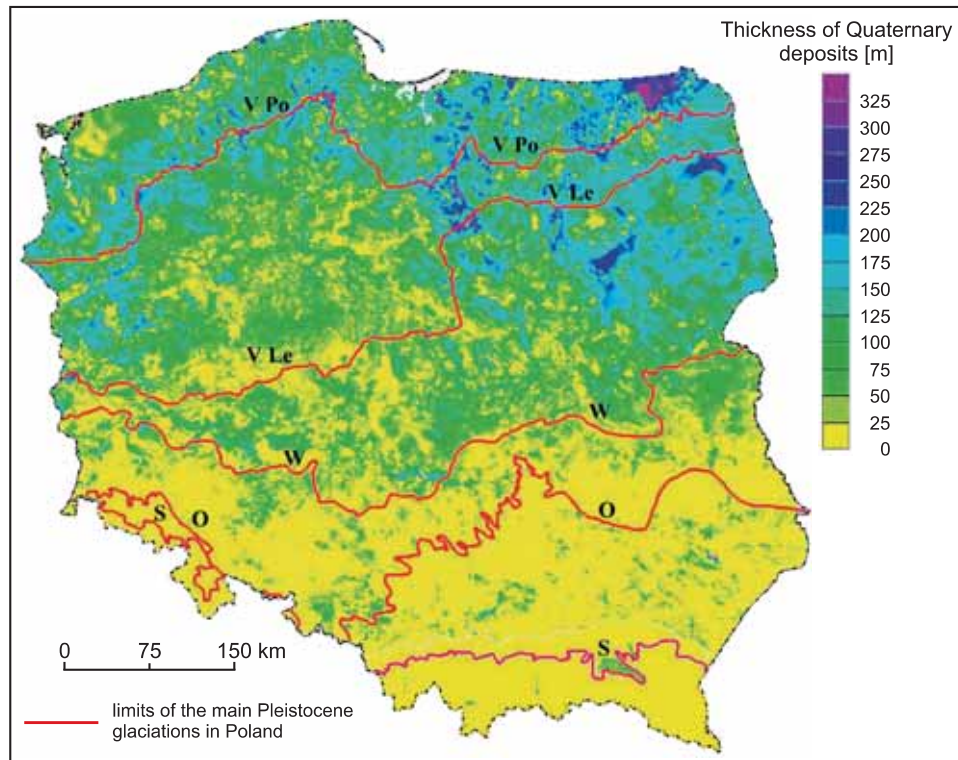 Thickness of Quaternary
deposits [m]
325
300
275
250
225
200
175
150
125
100
75
50
25
0
V Po
V Po
V Le
V Le
W
W
S
O
O
S
0 75 150 km
limits of the main Pleistocene
glaciations in Poland